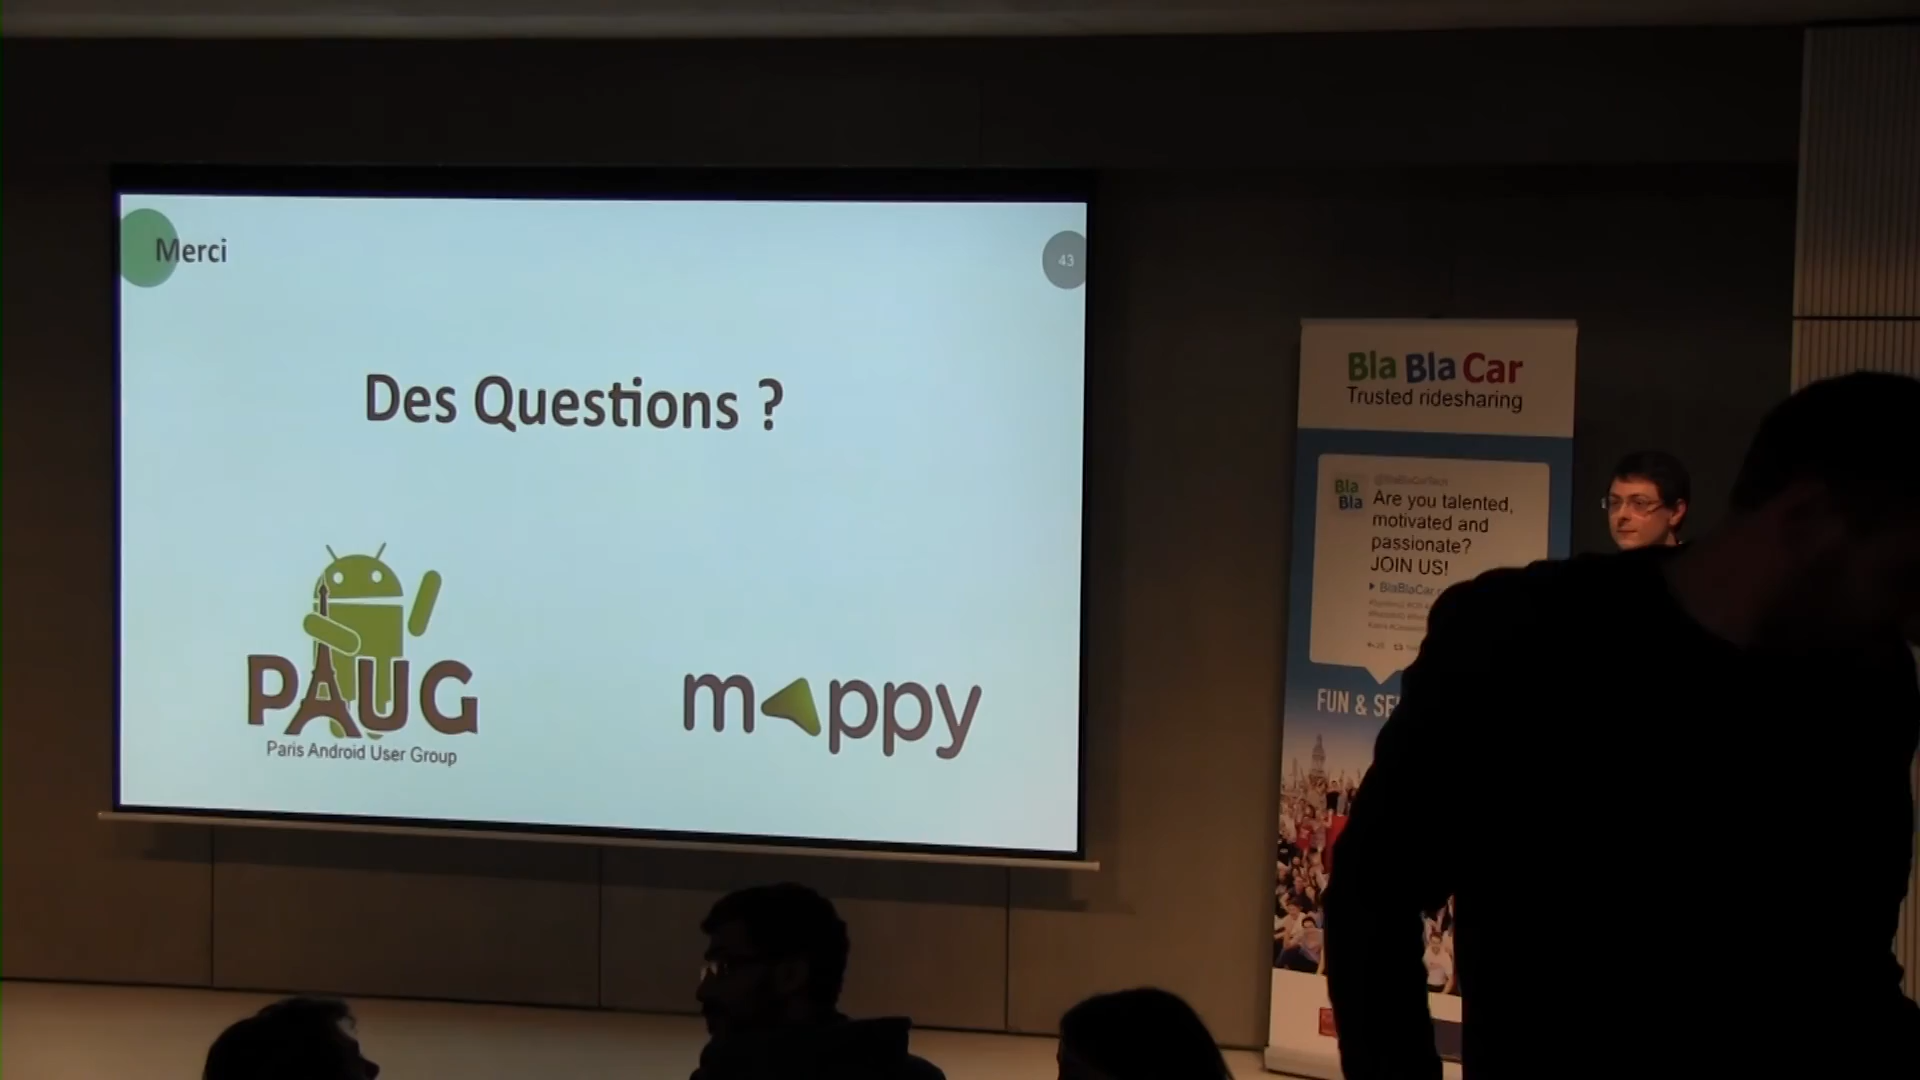 Merci
43
Des Questions ?
PAUG
Paris Android User Group
mappy
Bla Bla Car
Trusted ridesharing
@BlaBlaCarTech
Bla
Bla
Are you talented,
motivated and
passionate?
JOIN US!
BlaBlaCar
FUN & SE